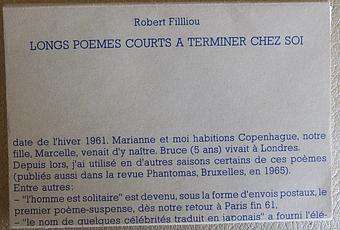 Robert Fillliou
LONGS POEMES COURTS A TERMINER CHEZ SOI
date de l'hiver 1961. Marianne et moi habitions Copenhague, notre
fille, Marcelle, venait d'y naître. Bruce (5 ans) vivait à Londres.
Depuis lors, j'ai utilisé en d'autres saisons certains de ces poèmes
(publiés aussi dans la revue Phantomas, Bruxelles, en 1965).
Entre autres:
– "l'homme est solitaire" est devenu, sous la forme d'envois postaux, le
premier poème-suspense, dès notre retour à Paris fin 61,
– "le nom de quelques célébrités traduit en japonais" a fourni l'élé-